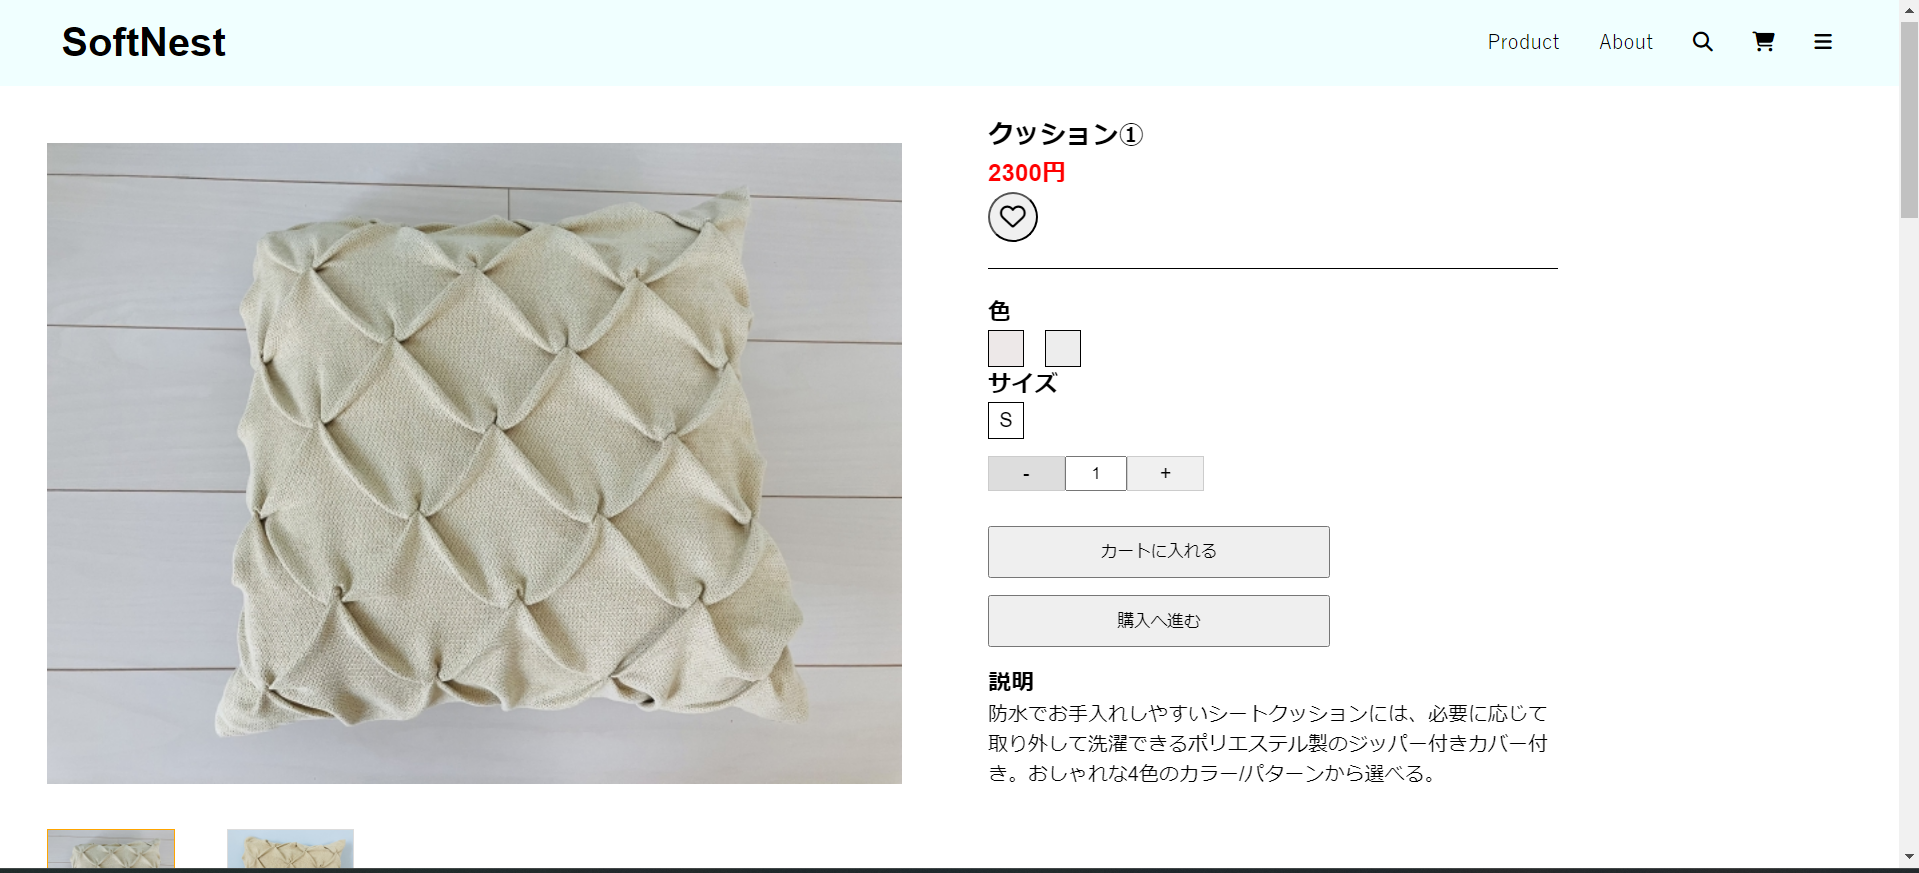 SoftNest
Product
About
クッション①
2300円
色
サイズ
S
- 1 +
カートに入れる
購入へ進む
説明
防水でお手入れしやすいシートクッションには、必要に応じて
取り外して洗濯できるポリエステル製のジッパー付きカバー付
き。おしゃれな4色のカラー/パターンから選べる。